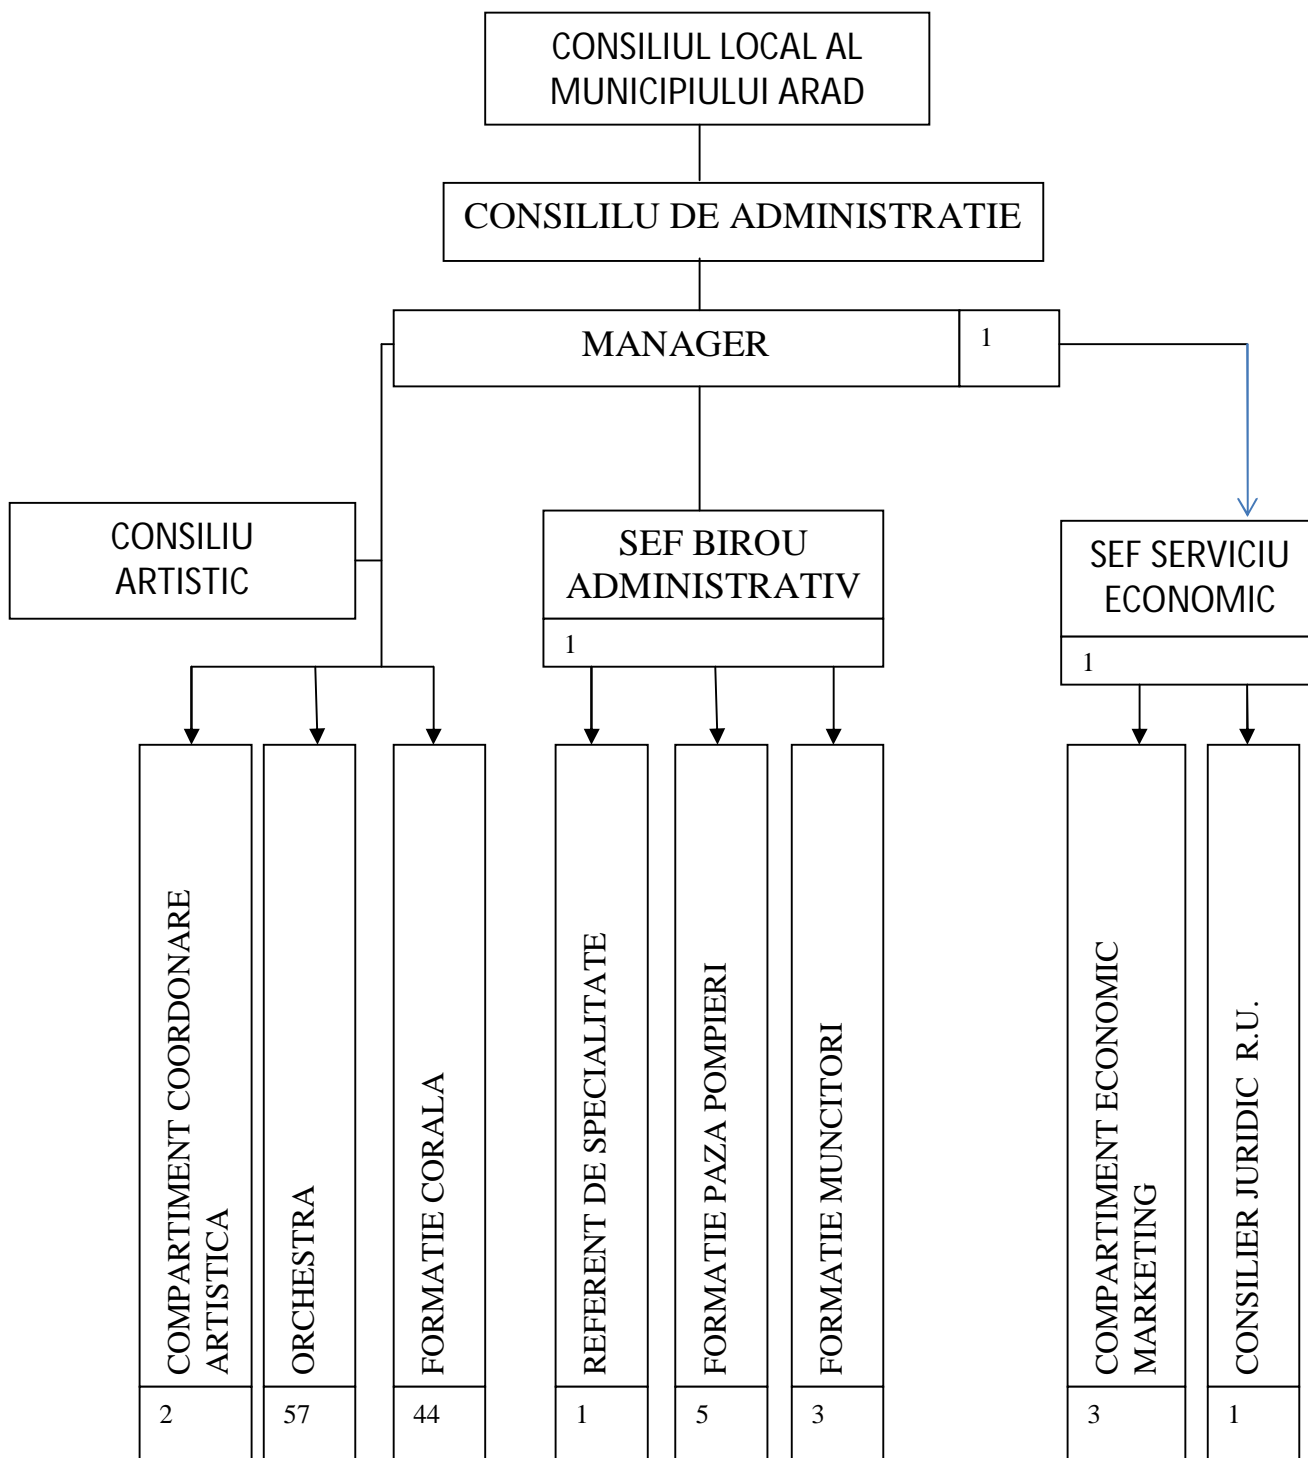 CONSILIUL LOCAL AL
MUNICIPIULUI ARAD
CONSILILU DE ADMINISTRATIE
MANAGER
1
CONSILIU
ARTISTIC
SEF BIROU
ADMINISTRATIV
1
SEF SERVICIU
ECONOMIC
1
COMPARTIMENT COORDONARE
ARTISTICA
2
ORCHESTRA
57
FORMATIE CORALA
44
REFERENT DE SPECIALITATE
1
FORMATIE PAZA POMPIERI
5
FORMATIE MUNCITORI
3
COMPARTIMENT ECONOMIC
MARKETING
3
CONSILIER JURIDIC  R.U.
1